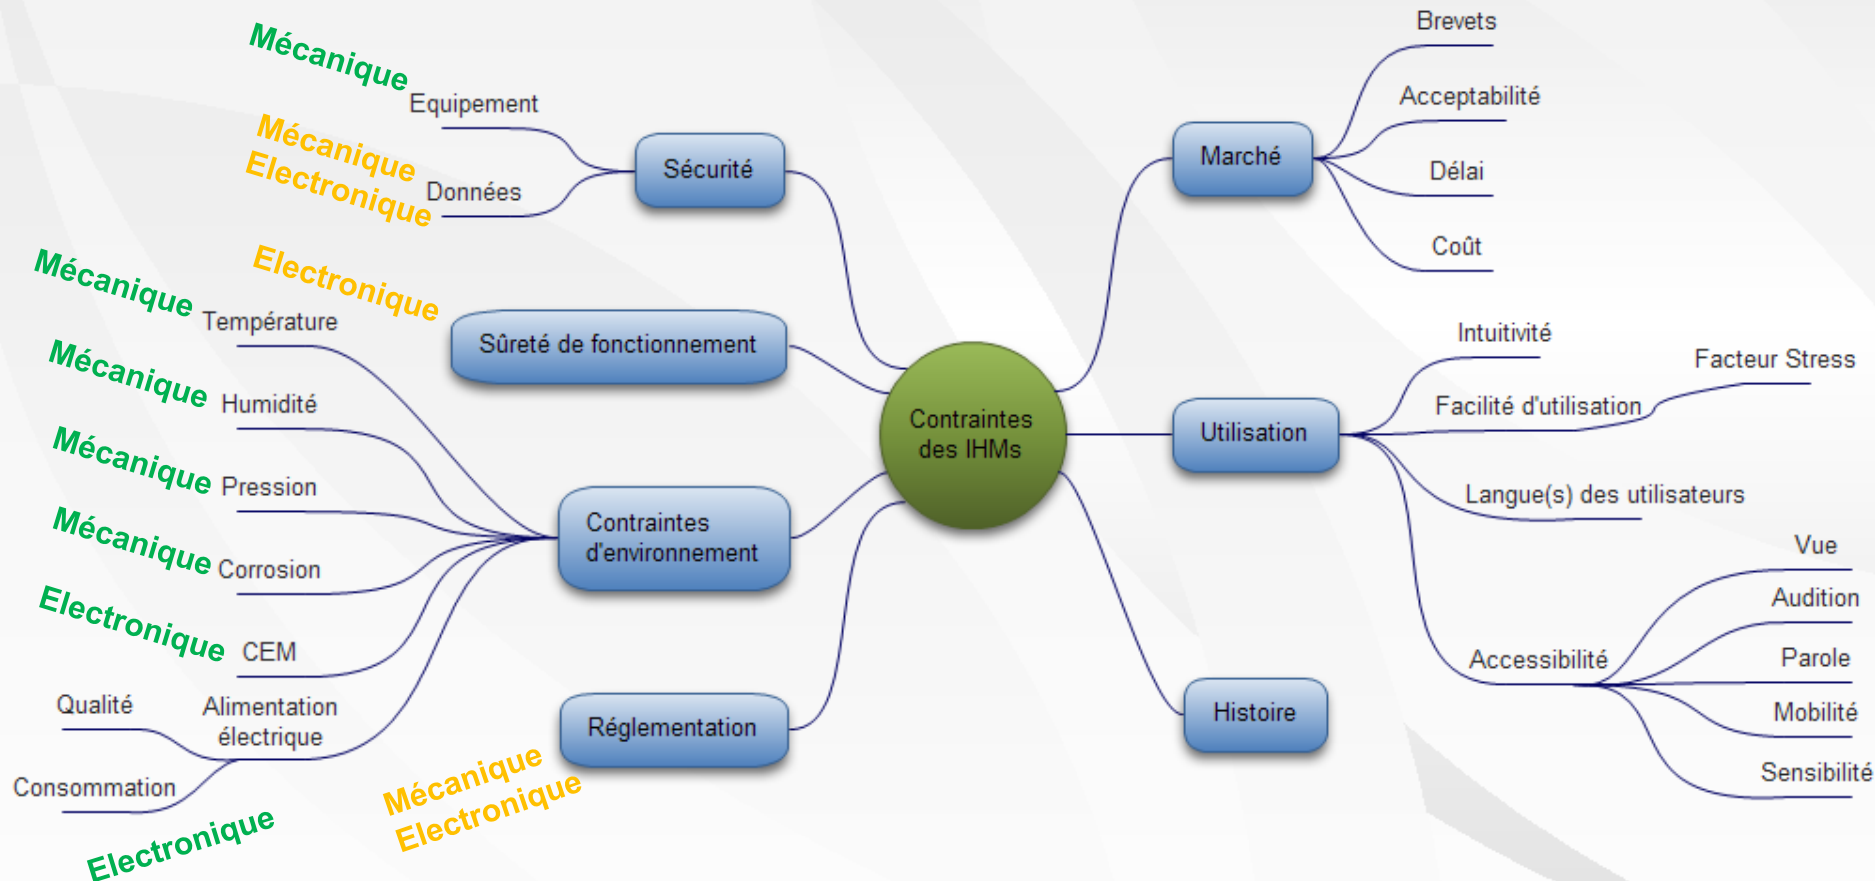 Mécanique
Equipement
Mécanique
Electronique
Données
Sécurité
Electronique
Sûreté de fonctionnement
Mécanique
Température
Mécanique
Humidité
Mécanique
Pression
Mécanique
Corrosion
Electronique
CEM
Qualité
Alimentation
électrique
Consommation
Electronique
Contraintes
d'environnement
Réglementation
Mécanique
Electronique
Contraintes
des IHMs
Marché
Brevets
Acceptabilité
Délai
Coût
Utilisation
Intuitivité
Facilité d'utilisation
Facteur Stress
Langue(s) des utilisateurs
Accessibilité
Vue
Audition
Parole
Mobilité
Sensibilité
Histoire